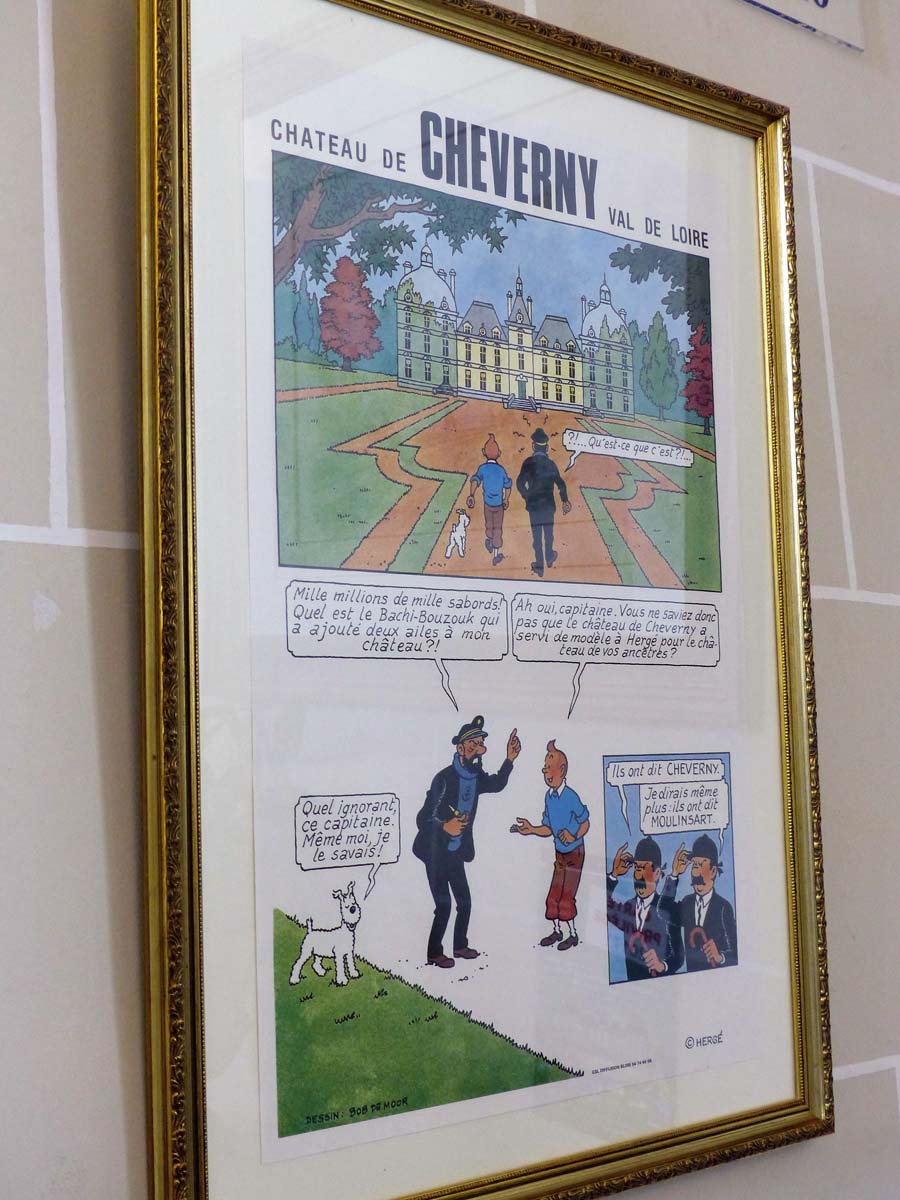 CHATEAU DE CHEVERNY VAL DE LOIRE
?!... Qu'est-ce que c'est?!...
Mille millions de mille sabords!
Quel est le Bachi-Bouzouk qui
a ajouté deux ailes à mon
château?!
Ah oui, capitaine. Vous ne saviez donc
pas que le château de Cheverny a
servi de modèle à Hergé pour le châ-
teau de vos ancêtres?
Quel ignorant,
ce capitaine.
Même moi, je
le savais!
Ils ont dit CHEVERNY.
Je dirais même
plus: ils ont dit
MOULINSART.
© HERGÉ
DESSIN: BOB DE MOOR